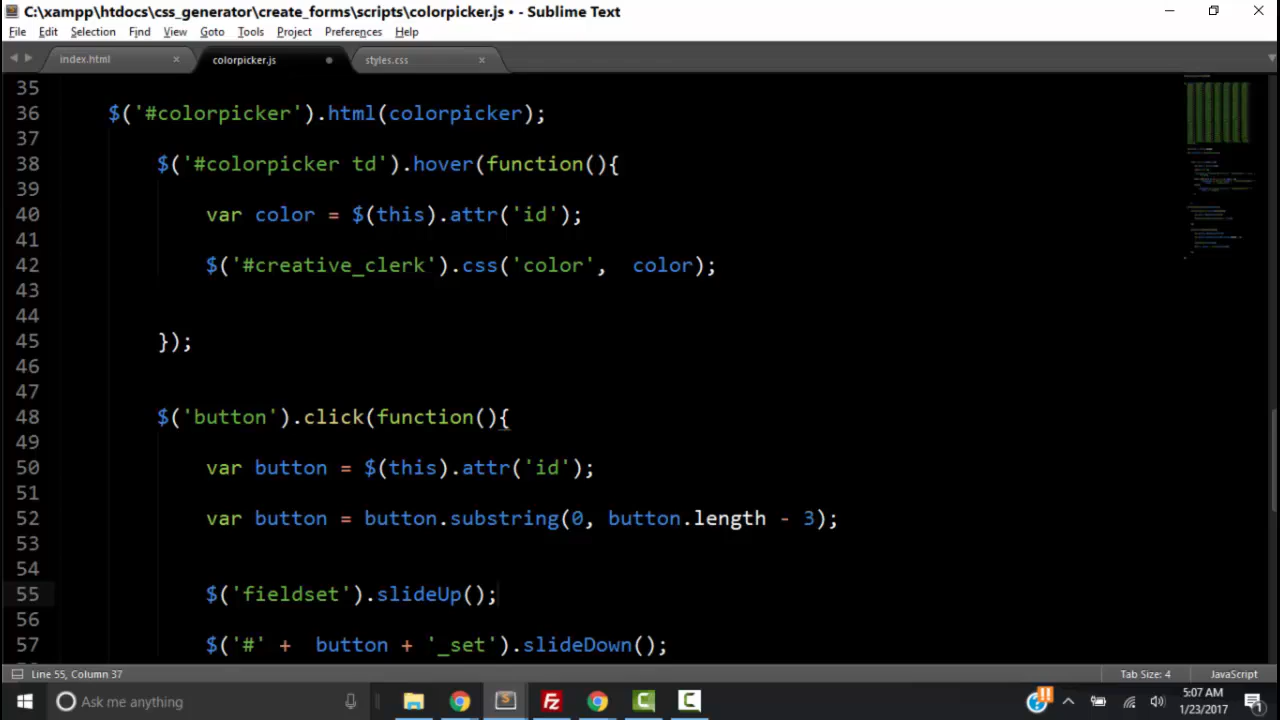 C:\xampp\htdocs\css_generator\create_forms\scripts\colorpicker.js • - Sublime Text
File Edit Selection Find View Goto Tools Project Preferences Help
index.html × colorpicker.js styles.css ×
35
36 $('#colorpicker').html(colorpicker);
37
38 $('#colorpicker td').hover(function(){
39
40 var color = $(this).attr('id');
41
42 $('#creative_clerk').css('color',  color);
43
44
45 });
46
47
48 $('button').click(function(){
49
50 var button = $(this).attr('id');
51
52 var button = button.substring(0, button.length - 3);
53
54
55 $('fieldset').slideUp();
56
57 $('#' +  button + '_set').slideDown();
Line 55, Column 37 Tab Size: 4 JavaScript
Ask me anything
5:07 AM
1/23/2017